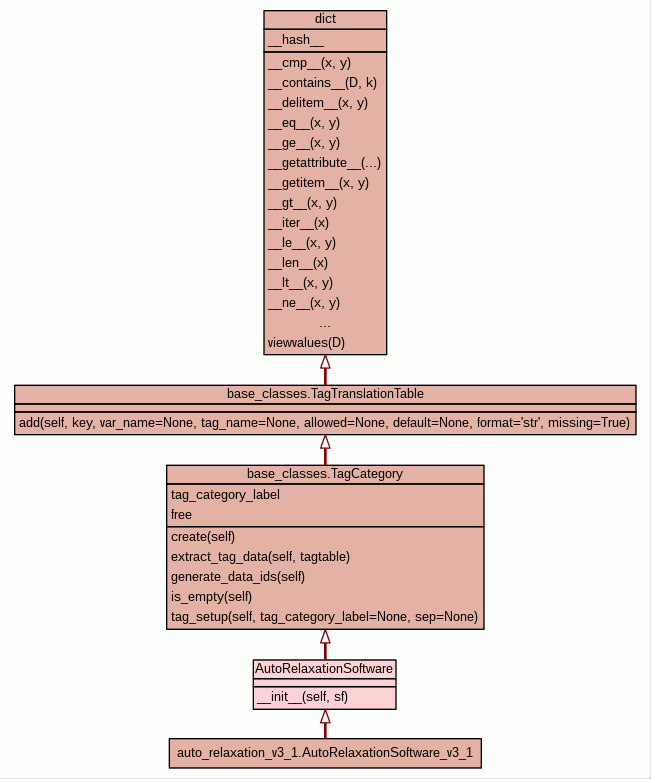 dict
__hash__
__cmp__(x, y)
__contains__(D, k)
__delitem__(x, y)
__eq__(x, y)
__ge__(x, y)
__getattribute__(...)
__getitem__(x, y)
__gt__(x, y)
__iter__(x)
__le__(x, y)
__len__(x)
__lt__(x, y)
__ne__(x, y)
...
viewvalues(D)
base_classes.TagTranslationTable
add(self, key, var_name=None, tag_name=None, allowed=None, default=None, format='str', missing=True)
base_classes.TagCategory
tag_category_label
free
create(self)
extract_tag_data(self, tagtable)
generate_data_ids(self)
is_empty(self)
tag_setup(self, tag_category_label=None, sep=None)
AutoRelaxationSoftware
__init__(self, sf)
auto_relaxation_v3_1.AutoRelaxationSoftware_v3_1